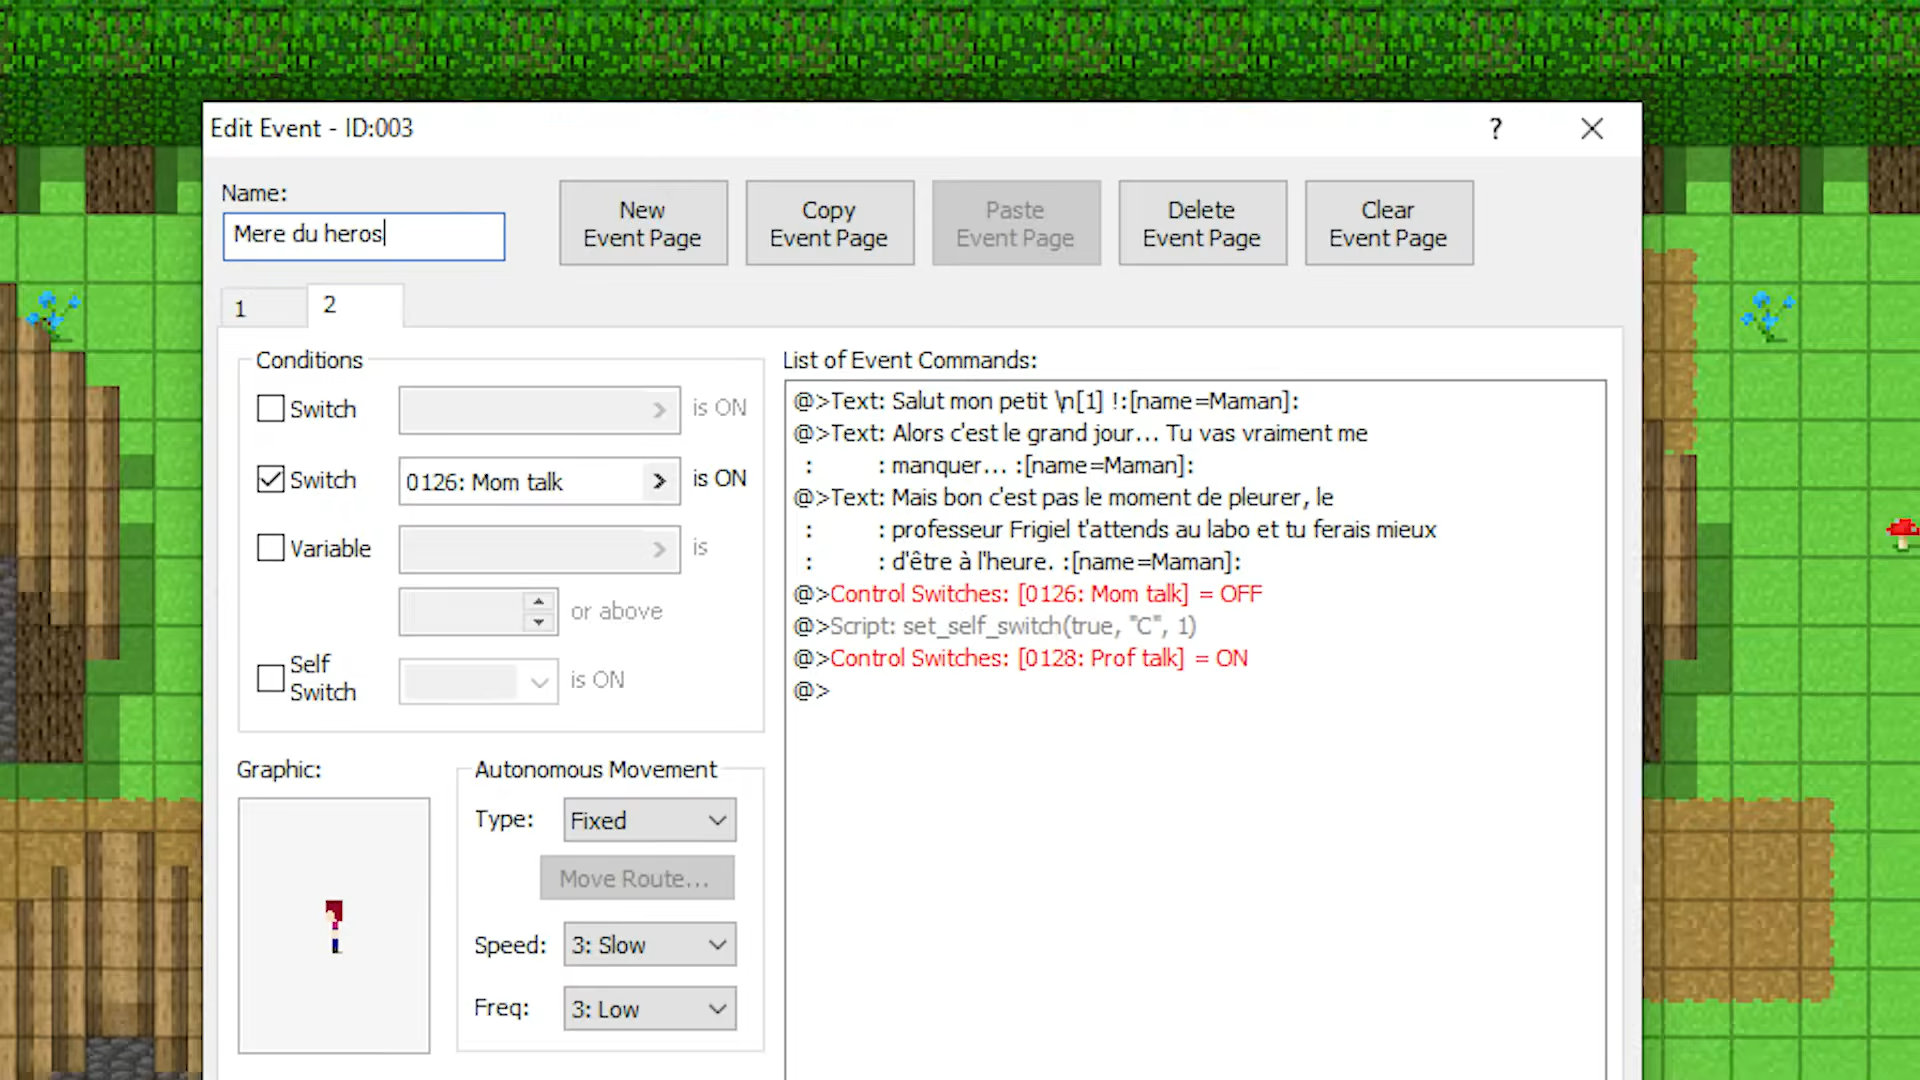 Edit Event - ID:003
?
Name:
Mere du heros
New
Event Page
Copy
Event Page
Paste
Event Page
Delete
Event Page
Clear
Event Page
1
2
Conditions
Switch
is ON
Switch
0126: Mom talk
is ON
Variable
is
or above
Self
Switch
is ON
Graphic:
Autonomous Movement
Type:
Fixed
Move Route...
Speed:
3: Slow
Freq:
3: Low
List of Event Commands:
@>Text: Salut mon petit \n[1] !:[name=Maman]:
@>Text: Alors c'est le grand jour... Tu vas vraiment me
: : manquer... :[name=Maman]:
@>Text: Mais bon c'est pas le moment de pleurer, le
: : professeur Frigiel t'attends au labo et tu ferais mieux
: : d'être à l'heure. :[name=Maman]:
@>Control Switches: [0126: Mom talk] = OFF
@>Script: set_self_switch(true, "C", 1)
@>Control Switches: [0128: Prof talk] = ON
@>